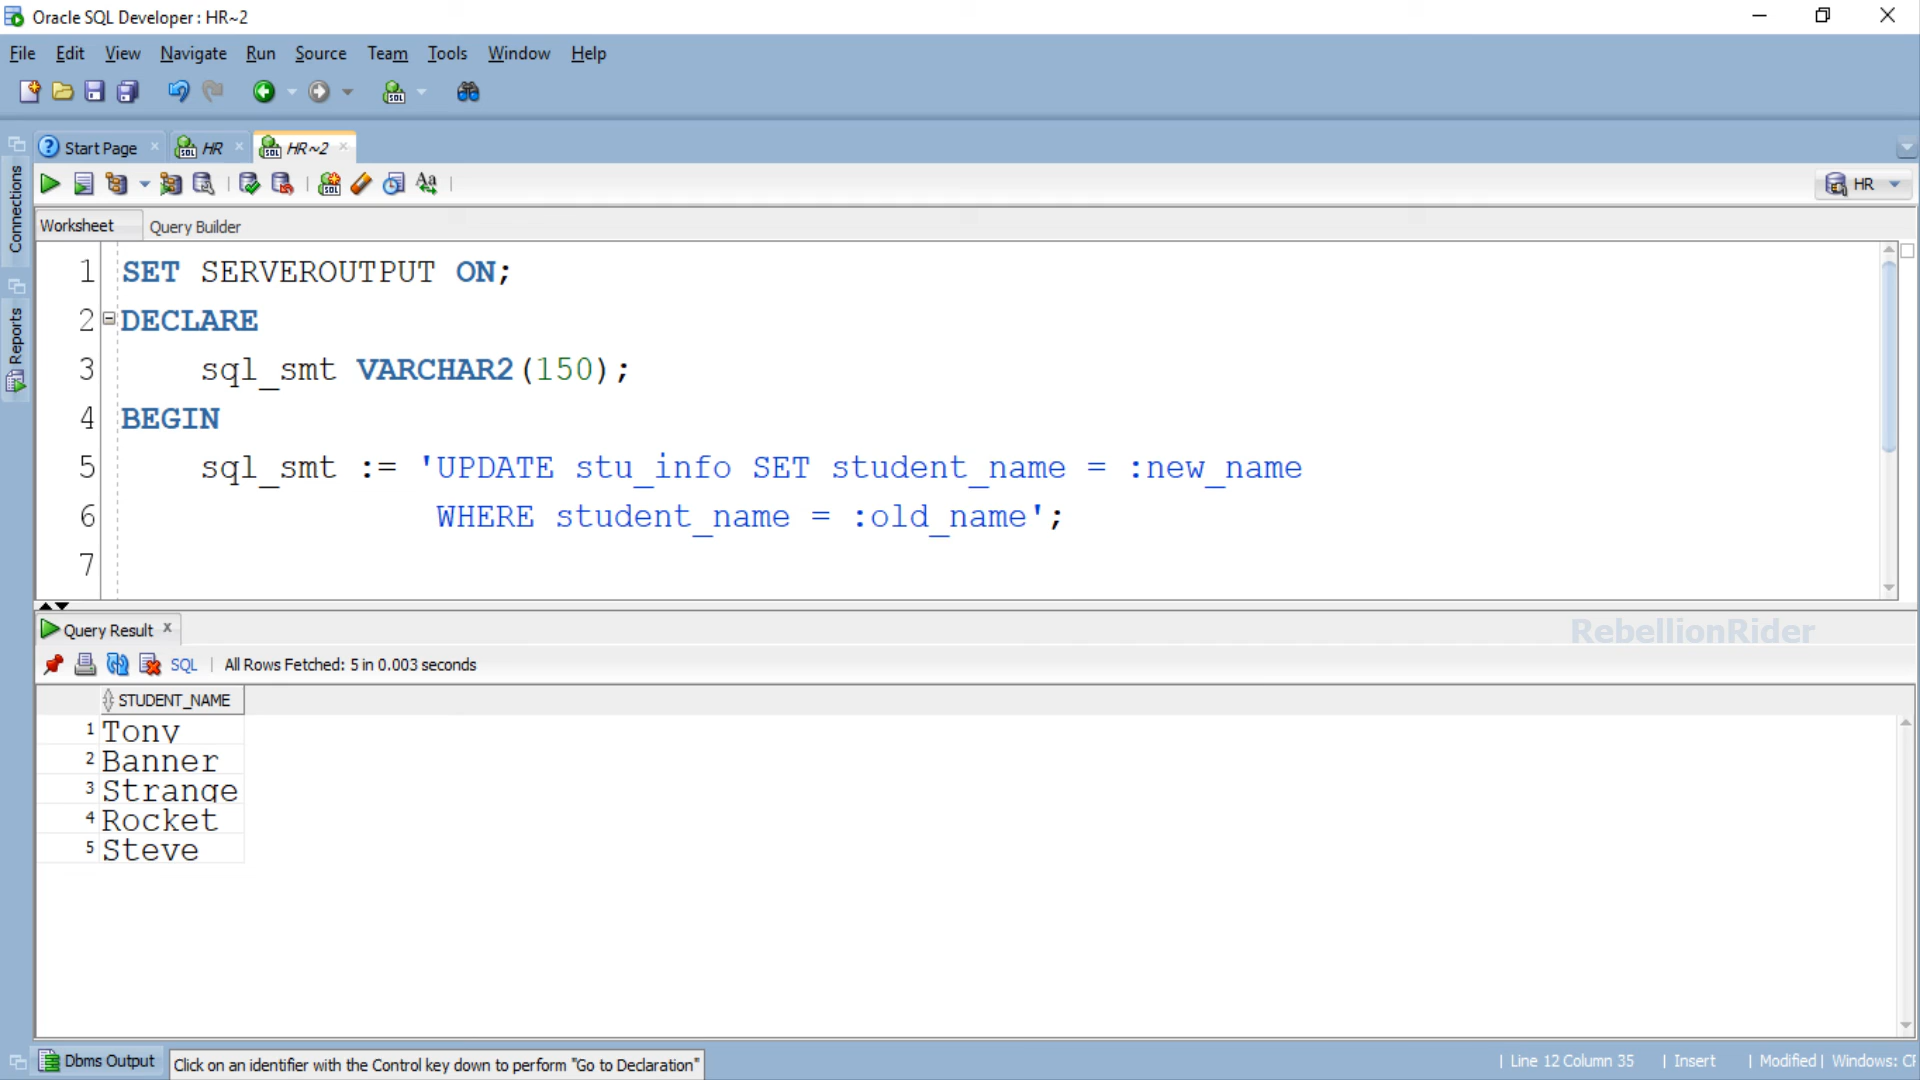 Oracle SQL Developer : HR~2
File Edit View Navigate Run Source Team Tools Window Help
Start Page HR HR~2
Connections
Reports
HR
Worksheet Query Builder
1 SET SERVEROUTPUT ON;
2 DECLARE
3 sql_smt VARCHAR2(150);
4 BEGIN
5 sql_smt := 'UPDATE stu_info SET student_name = :new_name
6 WHERE student_name = :old_name';
7
Query Result
RebellionRider
SQL | All Rows Fetched: 5 in 0.003 seconds
STUDENT_NAME
1 Tony
2 Banner
3 Strange
4 Rocket
5 Steve
Dbms Output
Click on an identifier with the Control key down to perform "Go to Declaration"
| Line 12 Column 35 | Insert | Modified | Windows: CF